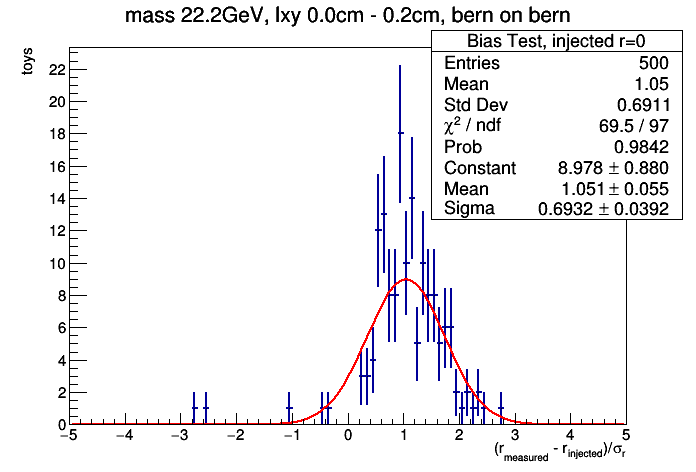 mass 22.2GeV, lxy 0.0cm - 0.2cm, bern on bern
toys
Bias Test, injected r=0
Entries 500
Mean 1.05
Std Dev 0.6911
χ² / ndf 69.5 / 97
Prob 0.9842
Constant 8.978 ± 0.880
Mean 1.051 ± 0.055
Sigma 0.6932 ± 0.0392
22
20
18
16
14
12
10
8
6
4
2
0
−5 −4 −3 −2 −1 0 1 2 3 4 5
(r_measured - r_injected)/σ_r